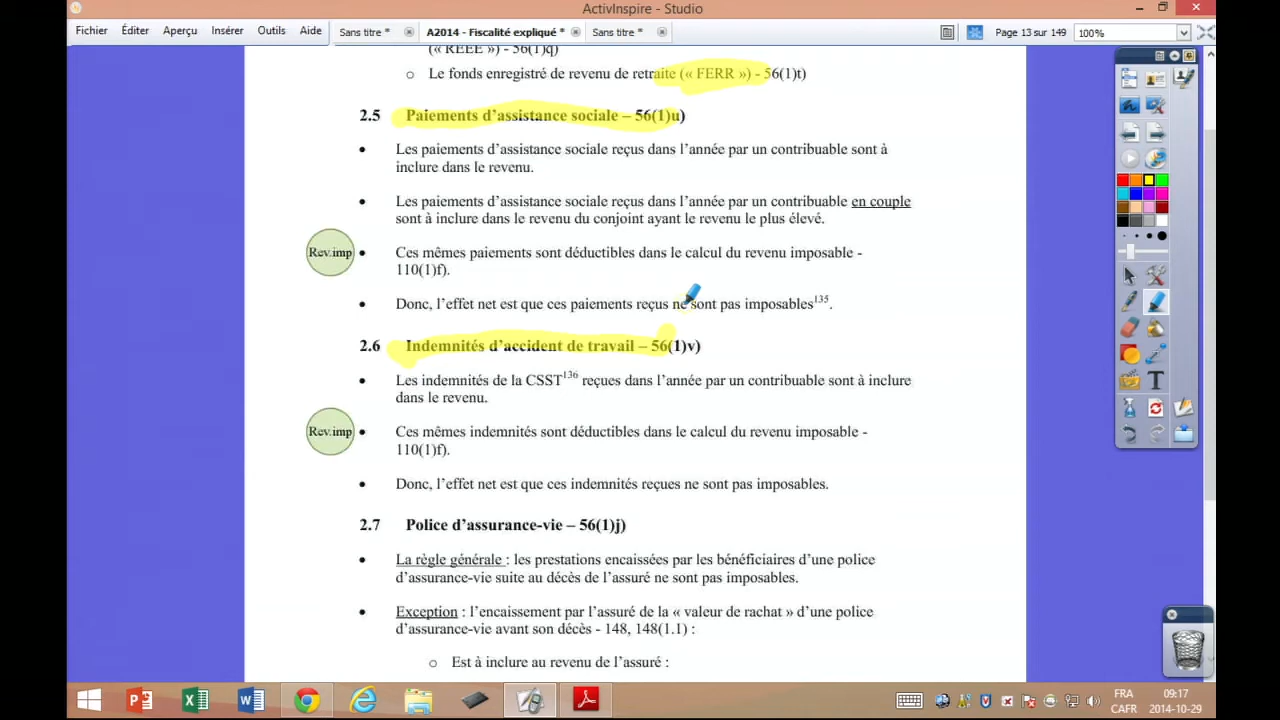 ActivInspire - Studio
Fichier Éditer Aperçu Insérer Outils Aide Sans titre * A2014 - Fiscalité expliqué * Sans titre * Page 13 sur 149 100%
(« REEE ») - 56(1)q)
o Le fonds enregistré de revenu de retraite (« FERR ») - 56(1)t)
2.5 Paiements d’assistance sociale – 56(1)u)
• Les paiements d’assistance sociale reçus dans l’année par un contribuable sont à
inclure dans le revenu.
• Les paiements d’assistance sociale reçus dans l’année par un contribuable en couple
sont à inclure dans le revenu du conjoint ayant le revenu le plus élevé.
Rev.imp • Ces mêmes paiements sont déductibles dans le calcul du revenu imposable -
110(1)f).
• Donc, l’effet net est que ces paiements reçus ne sont pas imposables135.
2.6 Indemnités d’accident de travail – 56(1)v)
• Les indemnités de la CSST136 reçues dans l’année par un contribuable sont à inclure
dans le revenu.
Rev.imp • Ces mêmes indemnités sont déductibles dans le calcul du revenu imposable -
110(1)f).
• Donc, l’effet net est que ces indemnités reçues ne sont pas imposables.
2.7 Police d’assurance-vie – 56(1)j)
• La règle générale : les prestations encaissées par les bénéficiaires d’une police
d’assurance-vie suite au décès de l’assuré ne sont pas imposables.
• Exception : l’encaissement par l’assuré de la « valeur de rachat » d’une police
d’assurance-vie avant son décès - 148, 148(1.1) :
o Est à inclure au revenu de l’assuré :
FRA 09:17
CAFR 2014-10-29